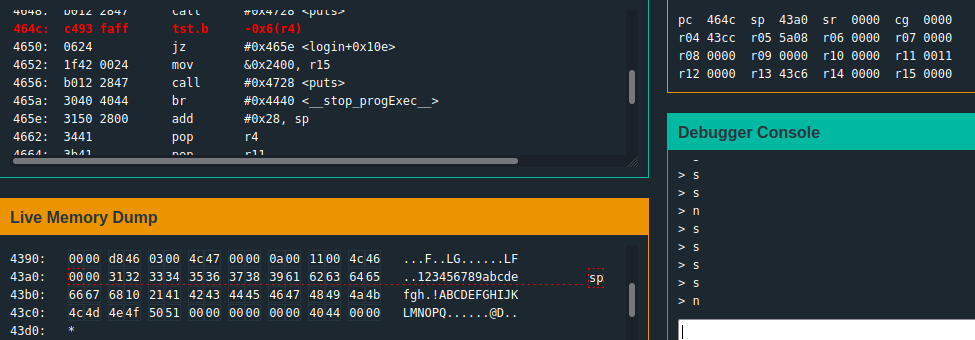 4648: b012 2847 call #0x4728 <puts>
464c: c493 faff tst.b -0x6(r4)
4650: 0624 jz #0x465e <login+0x10e>
4652: 1f42 0024 mov &0x2400, r15
4656: b012 2847 call #0x4728 <puts>
465a: 3040 4044 br #0x4440 <__stop_progExec__>
465e: 3150 2800 add #0x28, sp
4662: 3441 pop r4
4664: 3b41 pop r11
Live Memory Dump
4390: 0000 d846 0300 4c47 0000 0a00 1100 4c46 ...F..LG......LF
43a0: 0000 3132 3334 3536 3738 3961 6263 6465 ..123456789abcde sp
43b0: 6667 6810 2141 4243 4445 4647 4849 4a4b fgh.!ABCDEFGHIJK
43c0: 4c4d 4e4f 5051 0000 0000 0000 4044 0000 LMNOPQ......@D..
43d0: *
pc 464c sp 43a0 sr 0000 cg 0000
r04 43cc r05 5a08 r06 0000 r07 0000
r08 0000 r09 0000 r10 0000 r11 0011
r12 0000 r13 43c6 r14 0000 r15 0000
Debugger Console
> s
> s
> n
> s
> s
> s
> s
> n